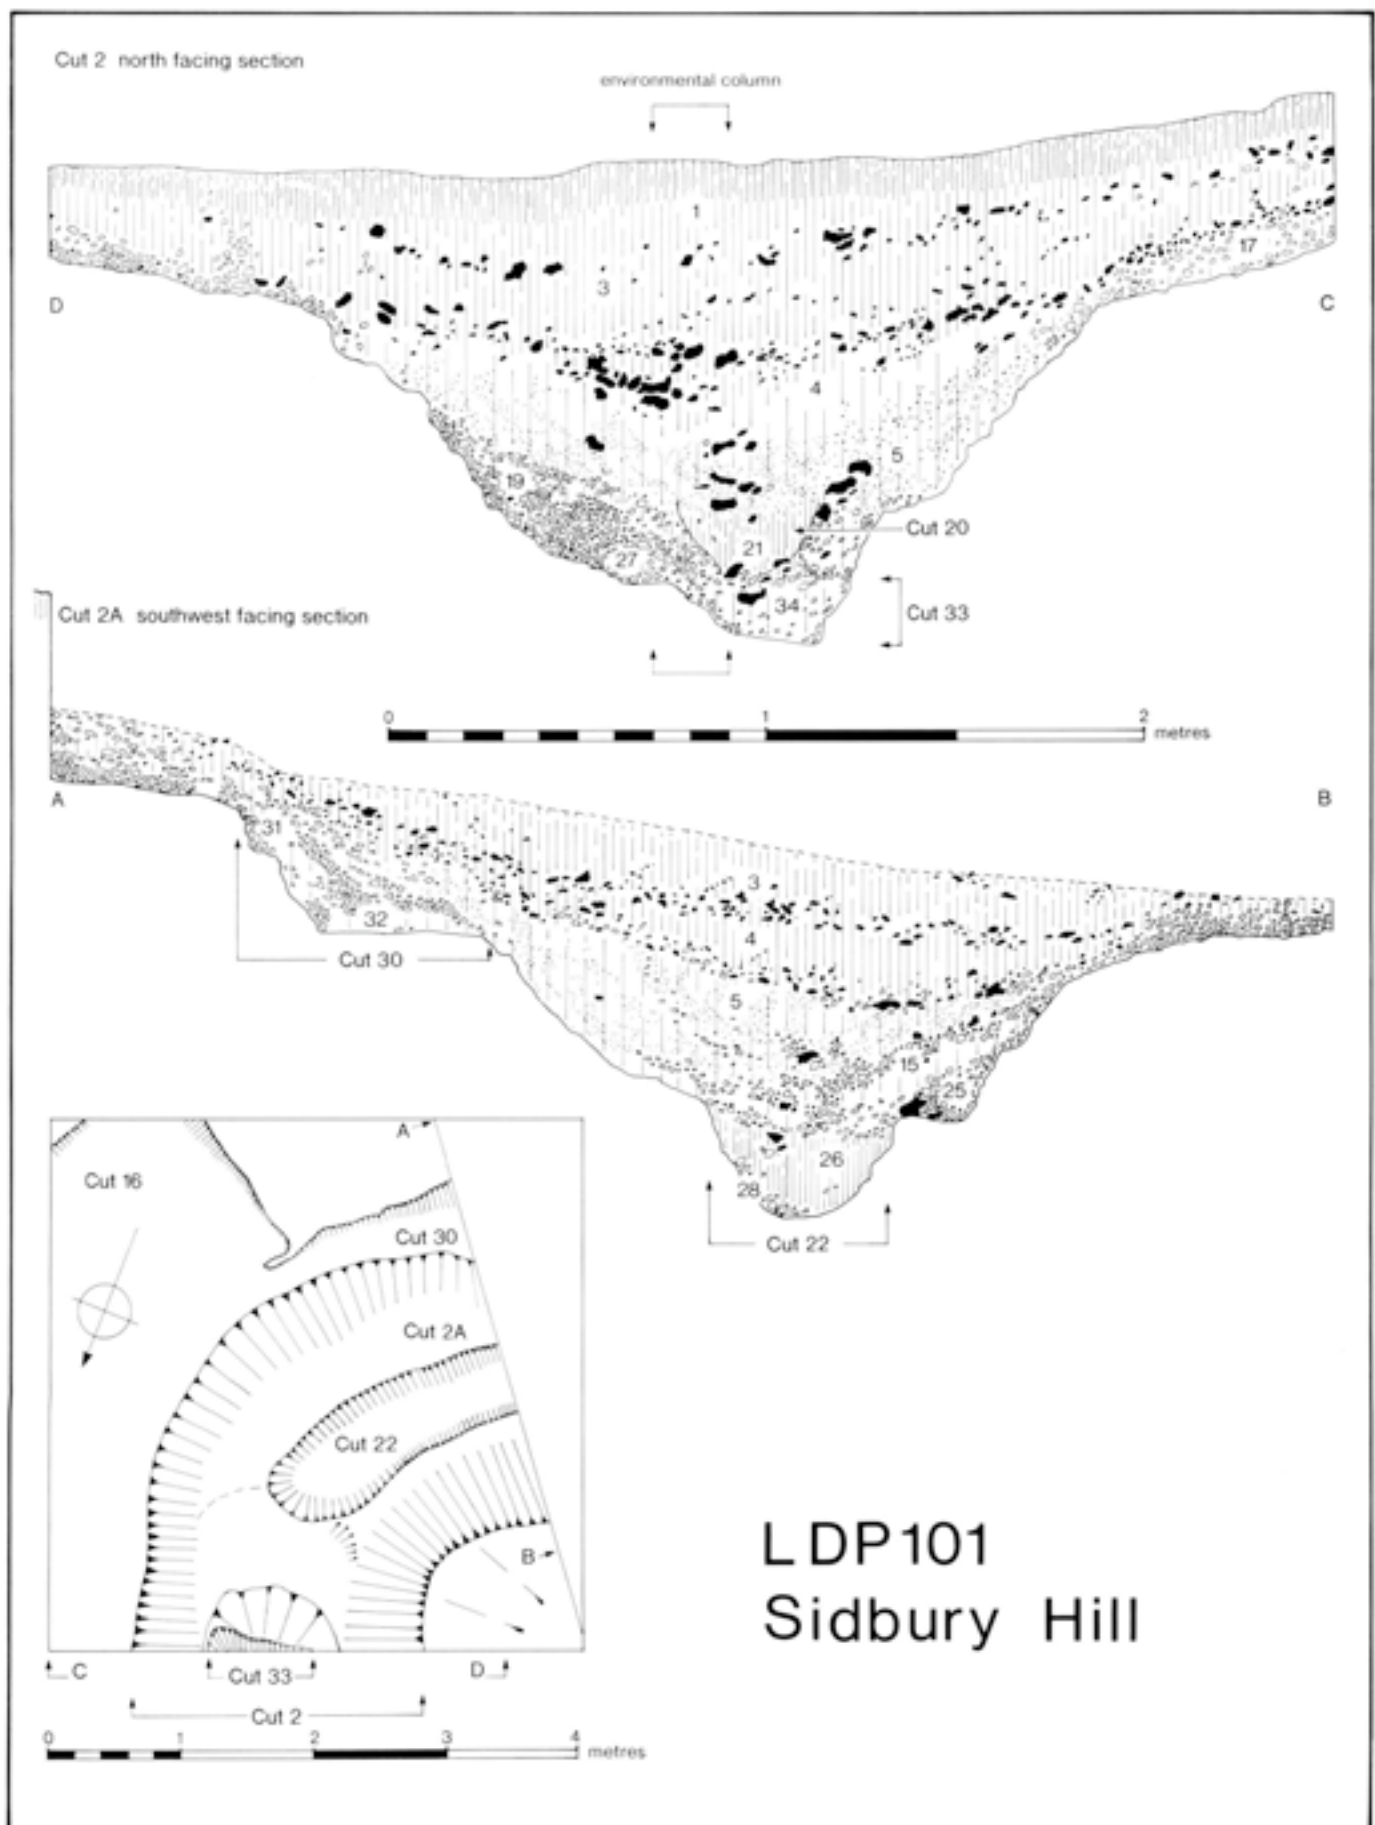 Cut 2 north facing section
environmental column
1
17
3
D
C
4
5
19
Cut 20
21
27
34
Cut 33
Cut 2A southwest facing section
0 1 2
metres
A
B
31
3
32
4
Cut 30
5
15
25
26
28
Cut 22
A
Cut 16
Cut 30
Cut 2A
Cut 22
B
C
Cut 33
D
Cut 2
0 1 2 3 4
metres
LDP101
Sidbury Hill